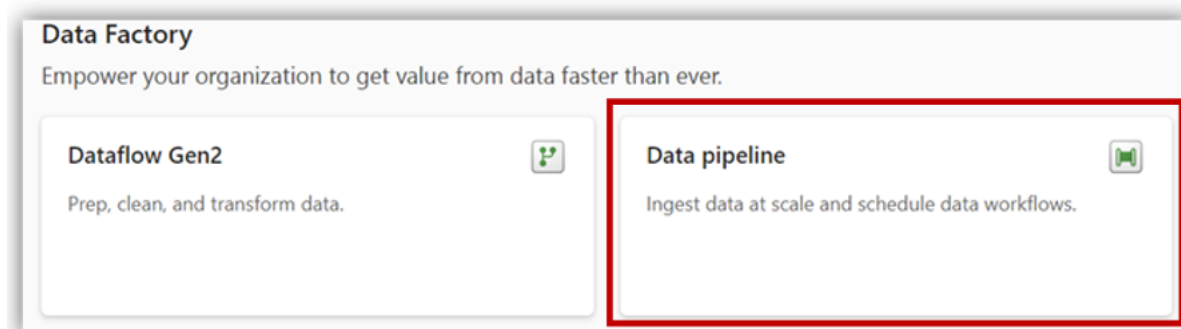 Data Factory
Empower your organization to get value from data faster than ever.
Dataflow Gen2
Prep, clean, and transform data.
Data pipeline
Ingest data at scale and schedule data workflows.